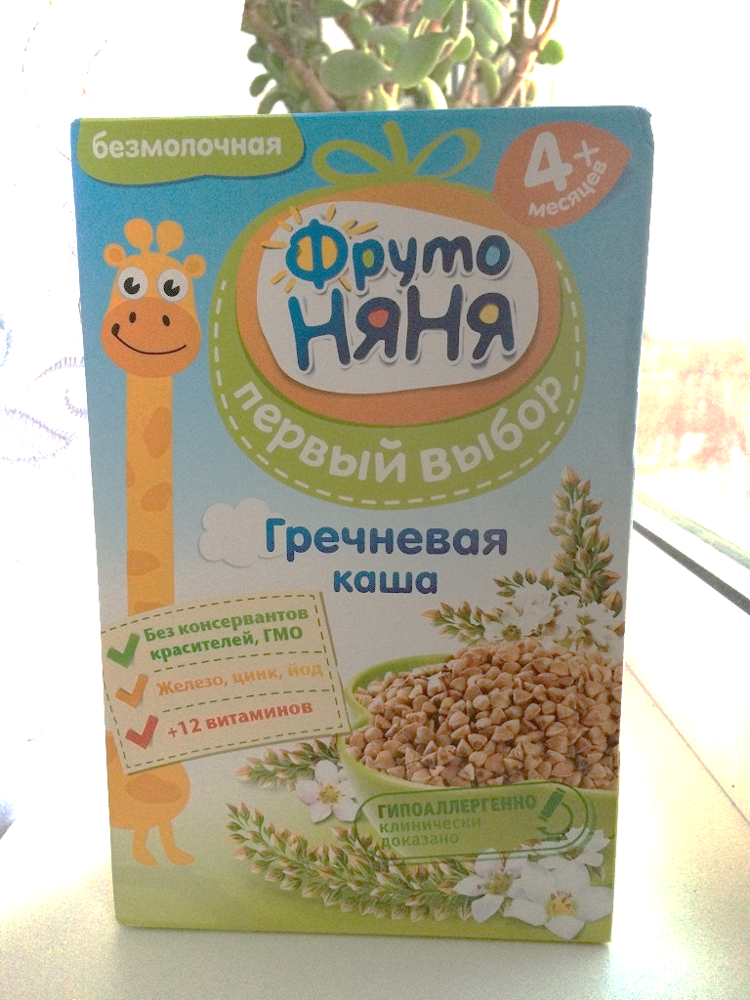 безмолочная
4+
месяцев
Фруто
НЯНЯ
первый выбор
Гречневая
каша
Без консервантов
красителей, ГМО
Железо, цинк, йод
+12 витаминов
ГИПОАЛЛЕРГЕННО
клинически
доказано